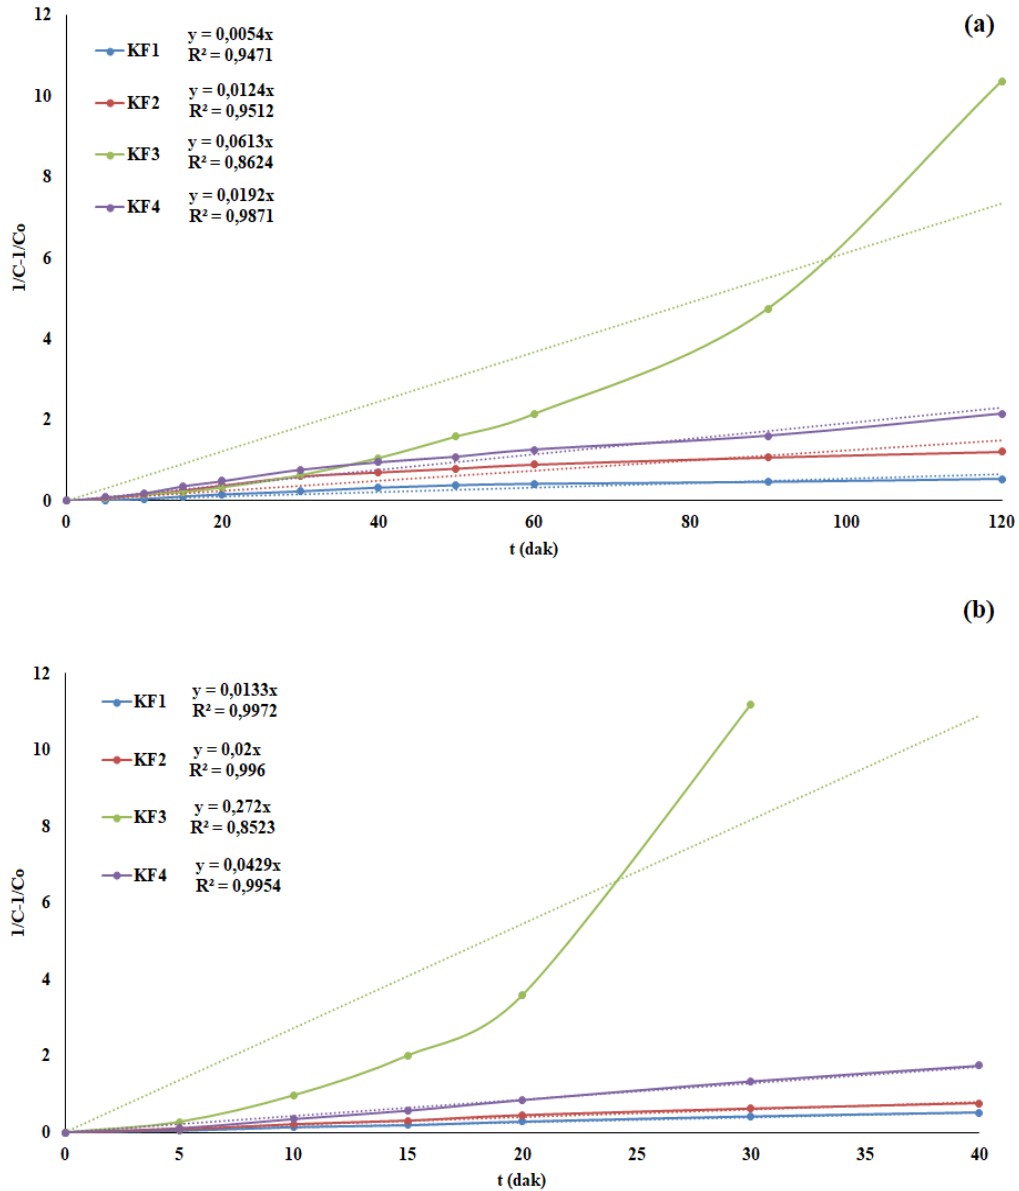 (a)
12
10
8
6
4
2
0
1/C-1/Co
KF1
y = 0,0054x
R² = 0,9471
KF2
y = 0,0124x
R² = 0,9512
KF3
y = 0,0613x
R² = 0,8624
KF4
y = 0,0192x
R² = 0,9871
0 20 40 60 80 100 120
t (dak)
(b)
12
10
8
6
4
2
0
1/C-1/Co
KF1
y = 0,0133x
R² = 0,9972
KF2
y = 0,02x
R² = 0,996
KF3
y = 0,272x
R² = 0,8523
KF4
y = 0,0429x
R² = 0,9954
0 5 10 15 20 25 30 35 40
t (dak)